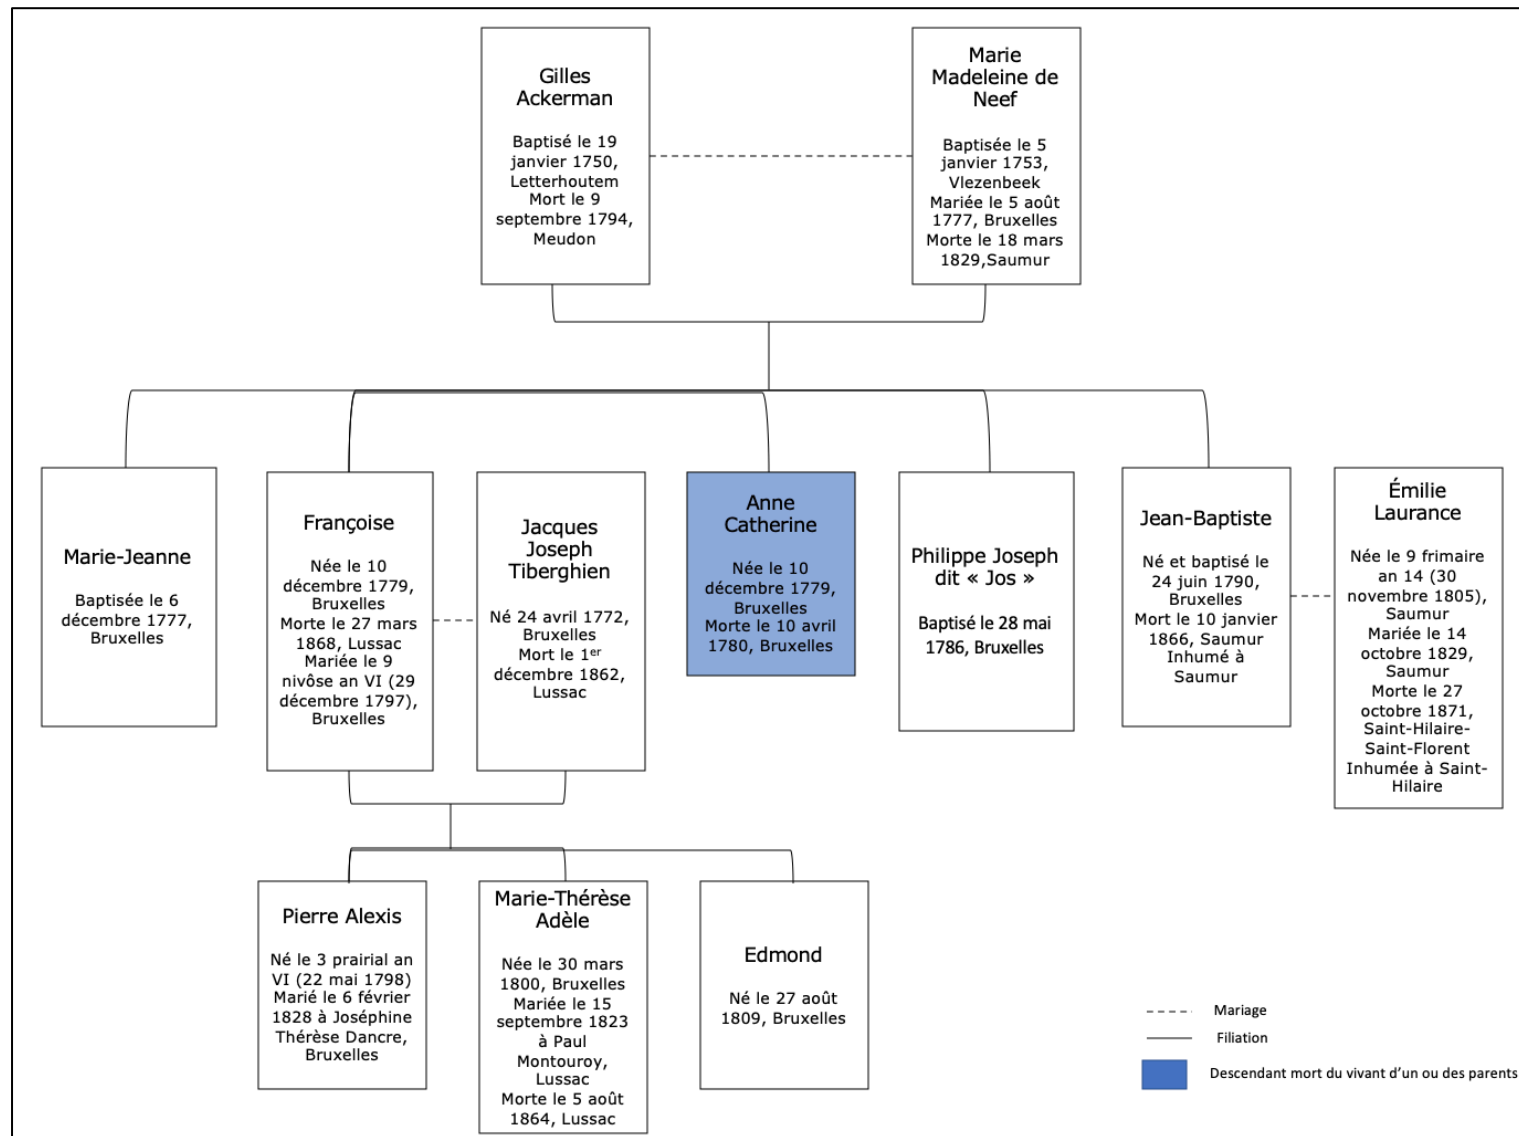 Gilles
Ackerman
Baptisé le 19
janvier 1750,
Letterhoutem
Mort le 9
septembre 1794,
Meudon
Marie
Madeleine de
Neef
Baptisée le 5
janvier 1753,
Vlezenbeek
Mariée le 5 août
1777, Bruxelles
Morte le 18 mars
1829,Saumur
Marie-Jeanne
Baptisée le 6
décembre 1777,
Bruxelles
Françoise
Née le 10
décembre 1779,
Bruxelles
Morte le 27 mars
1868, Lussac
Mariée le 9
nivôse an VI (29
décembre 1797),
Bruxelles
Jacques
Joseph
Tiberghien
Né 24 avril 1772,
Bruxelles
Mort le 1er
décembre 1862,
Lussac
Anne
Catherine
Née le 10
décembre 1779,
Bruxelles
Morte le 10 avril
1780, Bruxelles
Philippe Joseph
dit « Jos »
Baptisé le 28 mai
1786, Bruxelles
Jean-Baptiste
Né et baptisé le
24 juin 1790,
Bruxelles
Mort le 10 janvier
1866, Saumur
Inhumé à
Saumur
Émilie
Laurance
Née le 9 frimaire
an 14 (30
novembre 1805),
Saumur
Mariée le 14
octobre 1829,
Saumur
Morte le 27
octobre 1871,
Saint-Hilaire-
Saint-Florent
Inhumée à Saint-
Hilaire
Pierre Alexis
Né le 3 prairial an
VI (22 mai 1798)
Marié le 6 février
1828 à Joséphine
Thérèse Dancre,
Bruxelles
Marie-Thérèse
Adèle
Née le 30 mars
1800, Bruxelles
Mariée le 15
septembre 1823
à Paul
Montouroy,
Lussac
Morte le 5 août
1864, Lussac
Edmond
Né le 27 août
1809, Bruxelles
Mariage
Filiation
Descendant mort du vivant d’un ou des parents